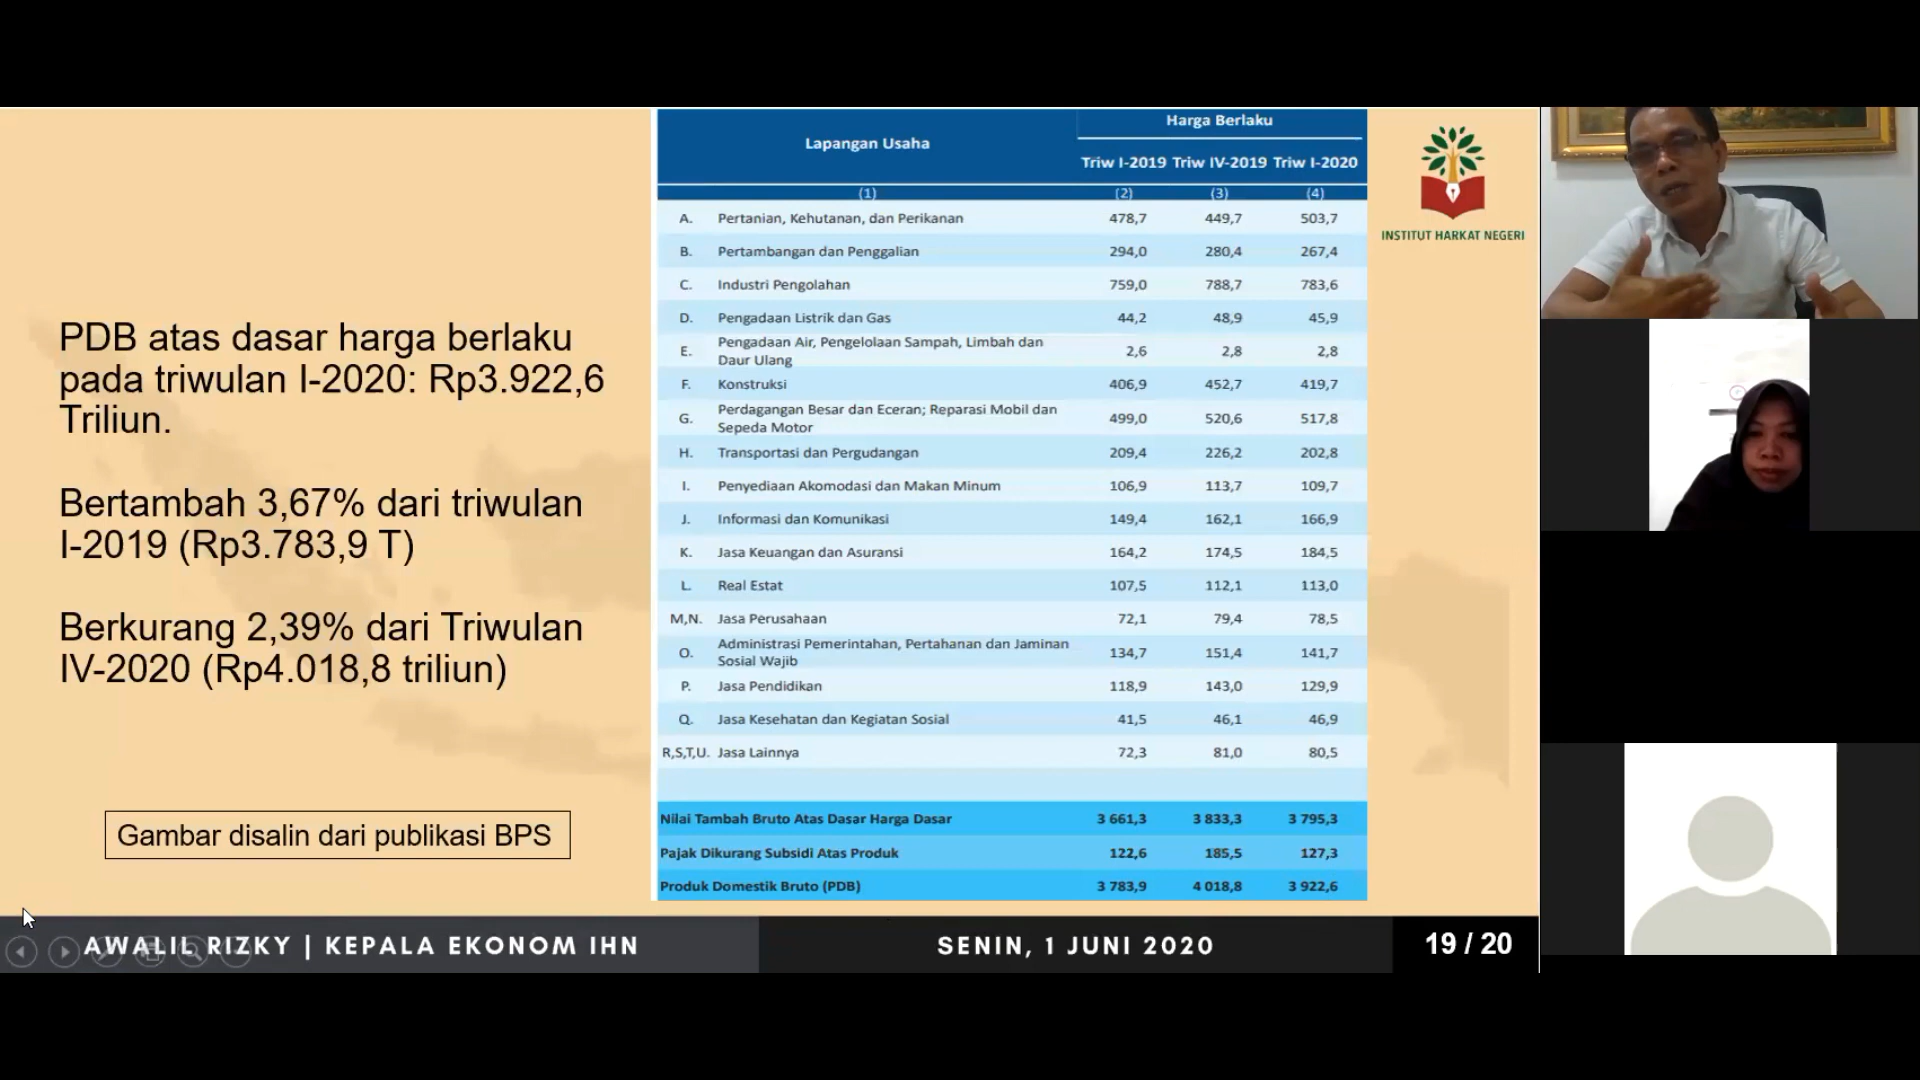 PDB atas dasar harga berlaku
pada triwulan I-2020: Rp3.922,6
Triliun.
Bertambah 3,67% dari triwulan
I-2019 (Rp3.783,9 T)
Berkurang 2,39% dari Triwulan
IV-2020 (Rp4.018,8 triliun)
Gambar disalin dari publikasi BPS
Lapangan Usaha Harga Berlaku
Triw I-2019 Triw IV-2019 Triw I-2020
(1) (2) (3) (4)
A. Pertanian, Kehutanan, dan Perikanan 478,7 449,7 503,7
B. Pertambangan dan Penggalian 294,0 280,4 267,4
C. Industri Pengolahan 759,0 788,7 783,6
D. Pengadaan Listrik dan Gas 44,2 48,9 45,9
E. Pengadaan Air, Pengelolaan Sampah, Limbah dan
Daur Ulang 2,6 2,8 2,8
F. Konstruksi 406,9 452,7 419,7
G. Perdagangan Besar dan Eceran; Reparasi Mobil dan
Sepeda Motor 499,0 520,6 517,8
H. Transportasi dan Pergudangan 209,4 226,2 202,8
I. Penyediaan Akomodasi dan Makan Minum 106,9 113,7 109,7
J. Informasi dan Komunikasi 149,4 162,1 166,9
K. Jasa Keuangan dan Asuransi 164,2 174,5 184,5
L. Real Estat 107,5 112,1 113,0
M,N. Jasa Perusahaan 72,1 79,4 78,5
O. Administrasi Pemerintahan, Pertahanan dan Jaminan
Sosial Wajib 134,7 151,4 141,7
P. Jasa Pendidikan 118,9 143,0 129,9
Q. Jasa Kesehatan dan Kegiatan Sosial 41,5 46,1 46,9
R,S,T,U. Jasa Lainnya 72,3 81,0 80,5
Nilai Tambah Bruto Atas Dasar Harga Dasar 3 661,3 3 833,3 3 795,3
Pajak Dikurang Subsidi Atas Produk 122,6 185,5 127,3
Produk Domestik Bruto (PDB) 3 783,9 4 018,8 3 922,6
INSTITUT HARKAT NEGERI
AWALIL RIZKY | KEPALA EKONOM IHN
SENIN, 1 JUNI 2020
19 / 20